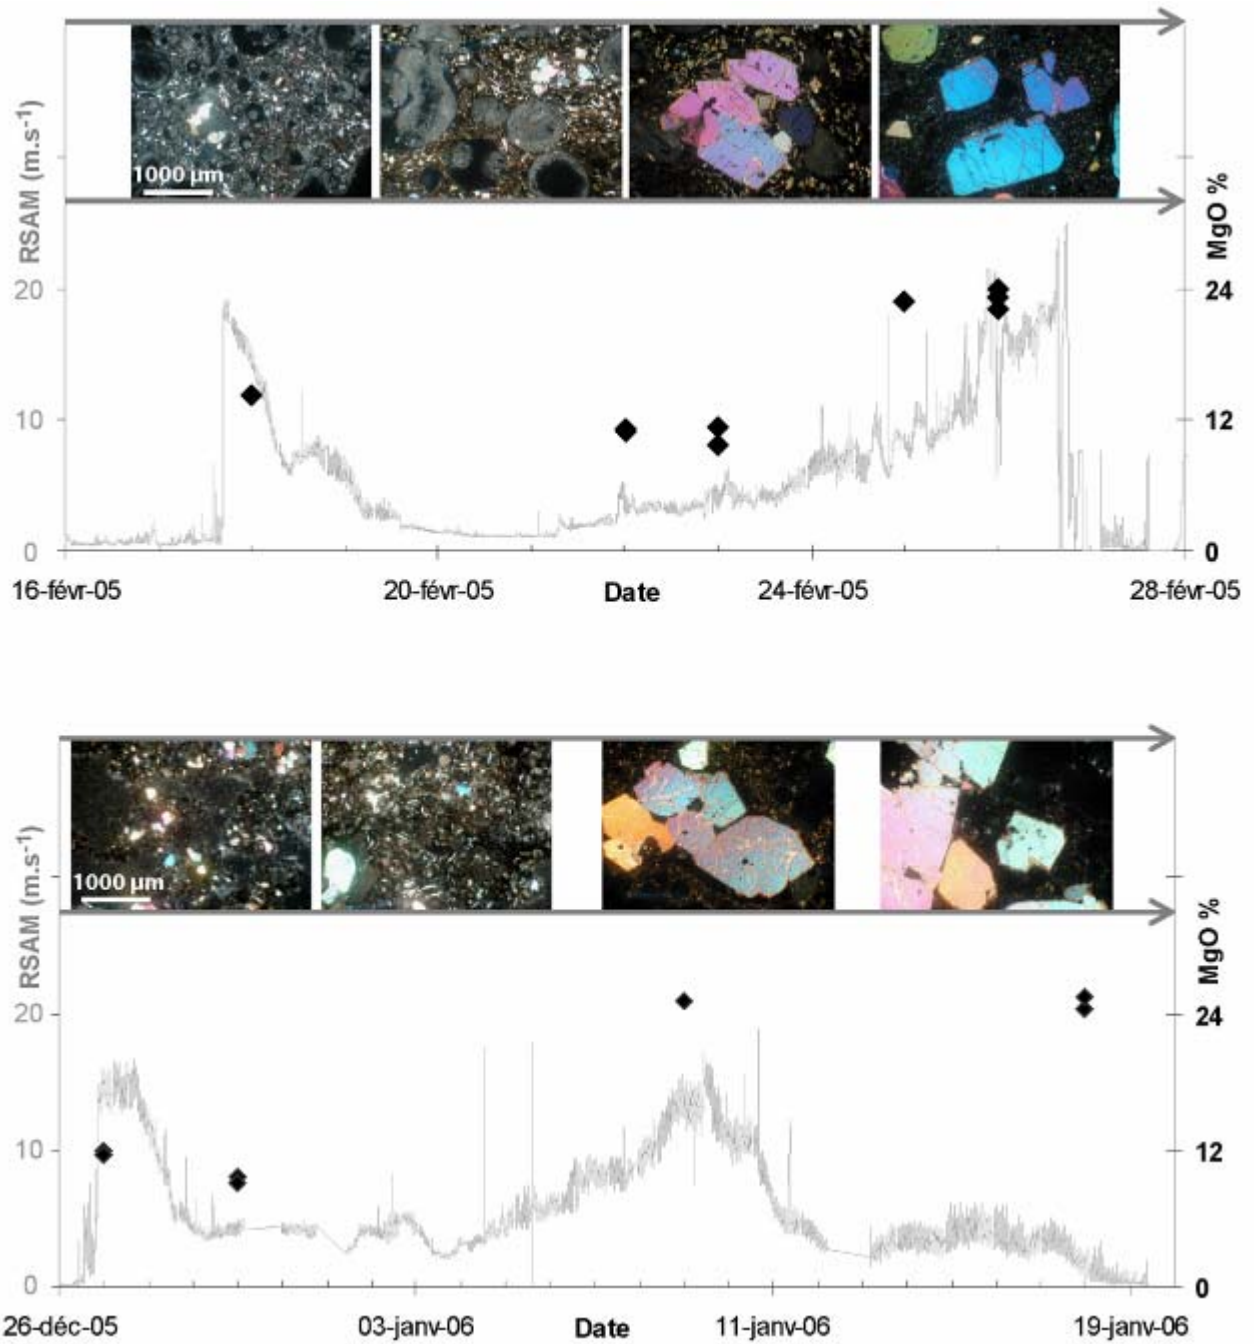 1000 µm
RSAM (m.s-1)
MgO %
20
10
0
24
12
0
16-févr-05
20-févr-05
Date
24-févr-05
28-févr-05
1000 µm
RSAM (m.s-1)
MgO %
20
10
0
24
12
0
26-déc-05
03-janv-06
Date
11-janv-06
19-janv-06